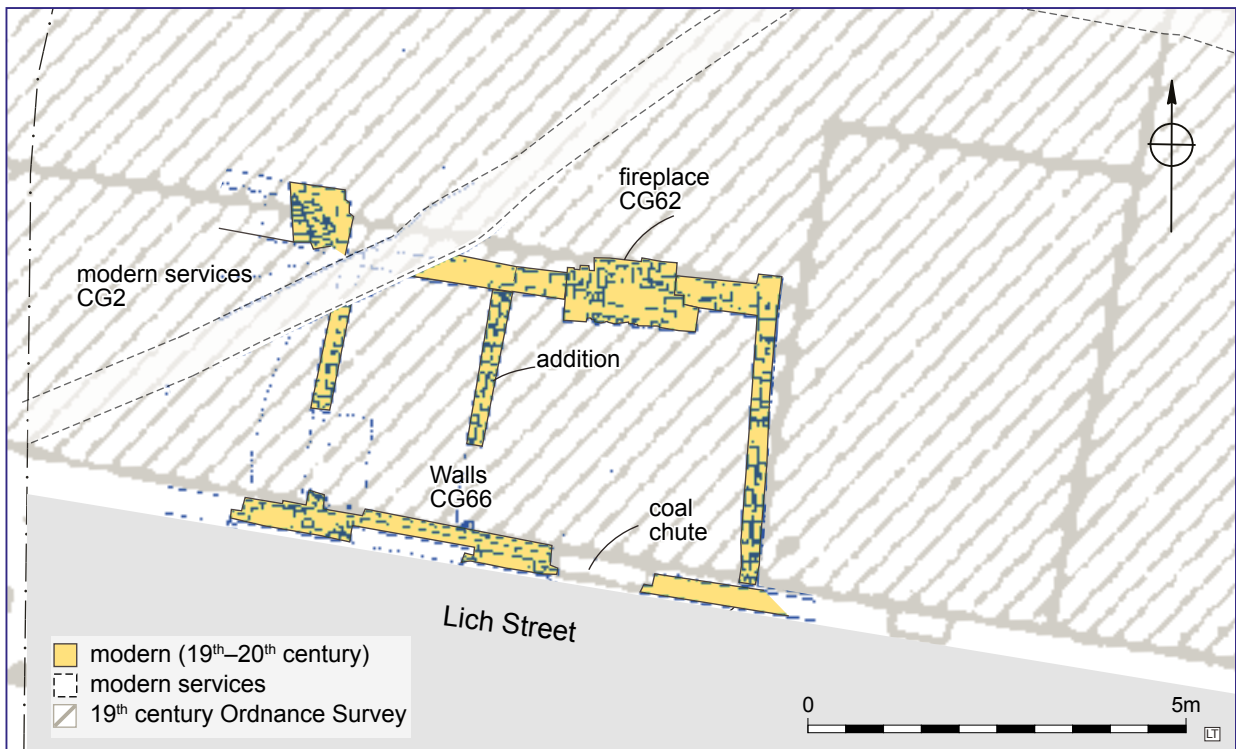 fireplace
CG62
modern services
CG2
addition
Walls
CG66
coal
chute
Lich Street
modern (19th–20th century)
modern services
19th century Ordnance Survey
0 5m
LT